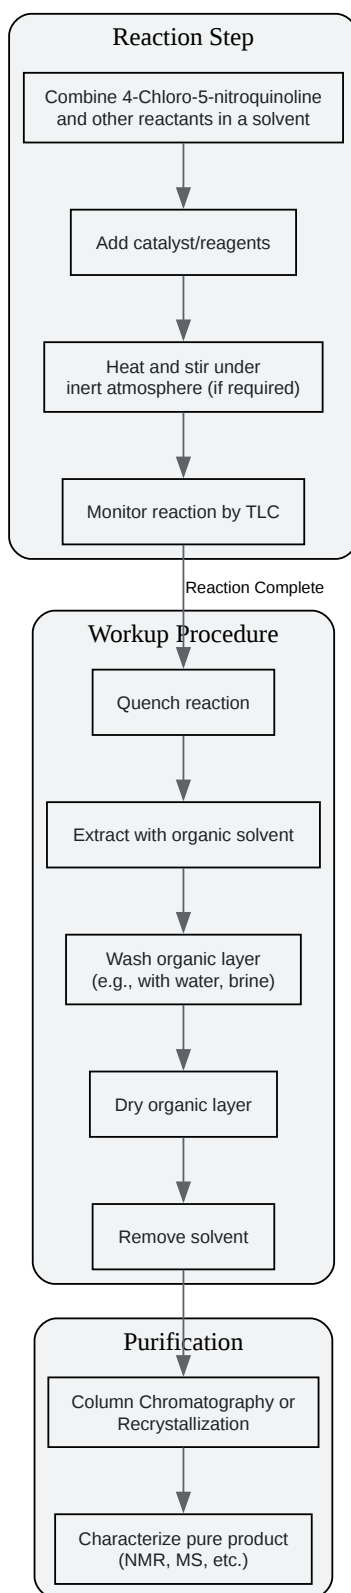 Reaction Step
Combine 4-Chloro-5-nitroquinoline
and other reactants in a solvent
Add catalyst/reagents
Heat and stir under
inert atmosphere (if required)
Monitor reaction by TLC
Reaction Complete
Workup Procedure
Quench reaction
Extract with organic solvent
Wash organic layer
(e.g., with water, brine)
Dry organic layer
Remove solvent
Purification
Column Chromatography or
Recrystallization
Characterize pure product
(NMR, MS, etc.)